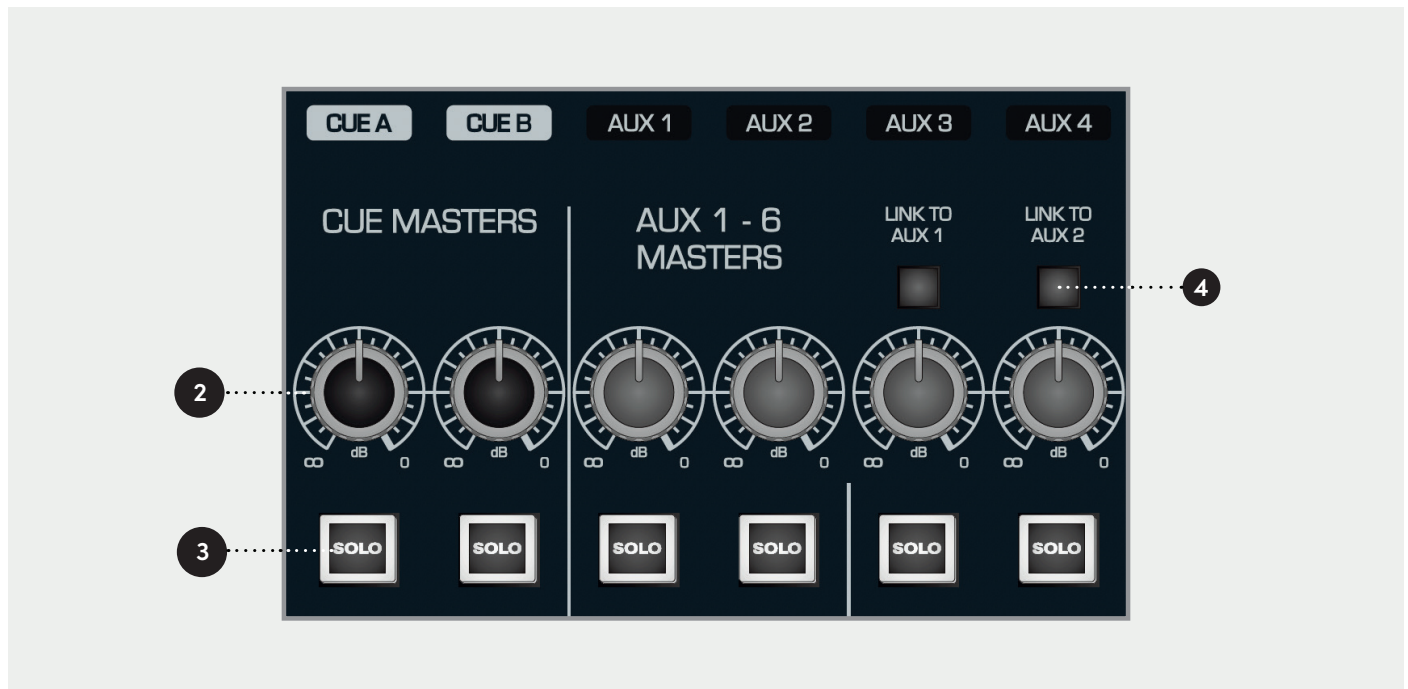 CUE A CUE B AUX 1 AUX 2 AUX 3 AUX 4
CUE MASTERS
AUX 1 - 6
MASTERS
LINK TO
AUX 1
LINK TO
AUX 2
4
2
dB dB dB dB dB dB
∞ 0 ∞ 0 ∞ 0 ∞ 0 ∞ 0 ∞ 0
3
SOLO SOLO SOLO SOLO SOLO SOLO